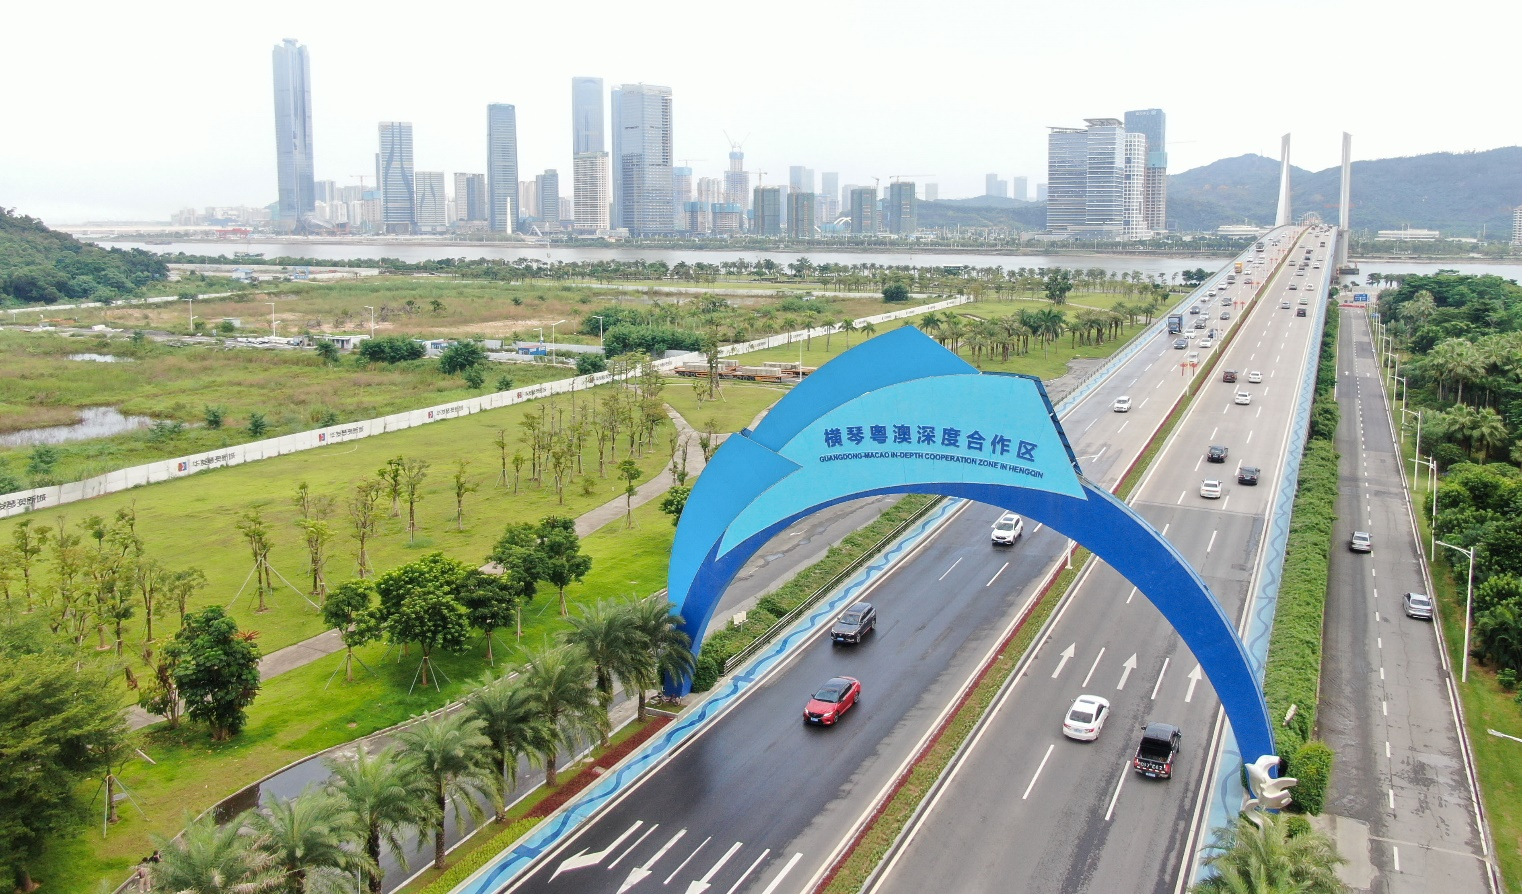 横琴粤澳深度合作区
GUANGDONG-MACAO IN-DEPTH COOPERATION ZONE IN HENGQIN